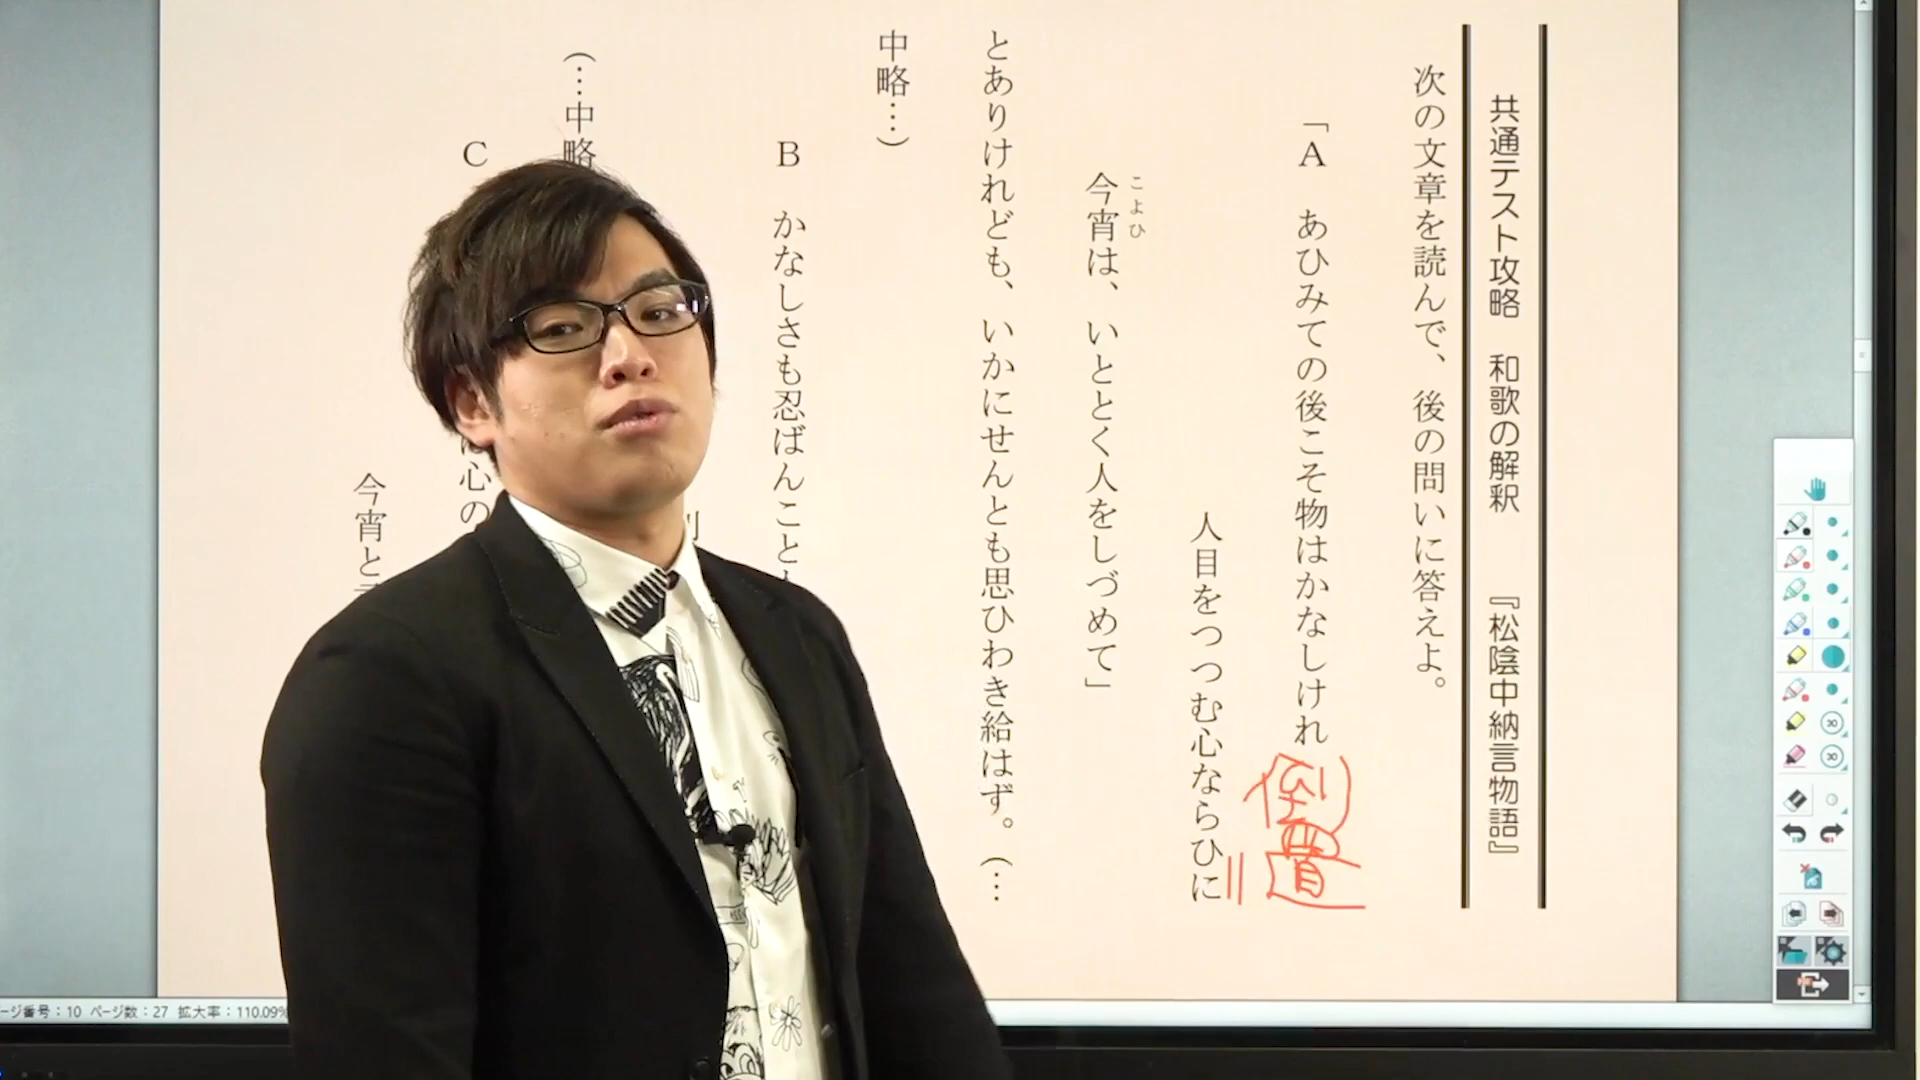 共通テスト攻略 和歌の解釈 『松陰中納言物語』
次の文章を読んで、後の問いに答えよ。
「A あひみての後こそ物はかなしけれ
倒置
人目をつつむ心ならひに
こよひ
今宵は、いととく人をしづめて」
とありけれども、いかにせんとも思ひわき給はず。(…
中略…)
B かなしさも忍ばんこと
(…中略
C
心の
今宵と
ページ番号:10 ページ数:27 拡大率:110.09%